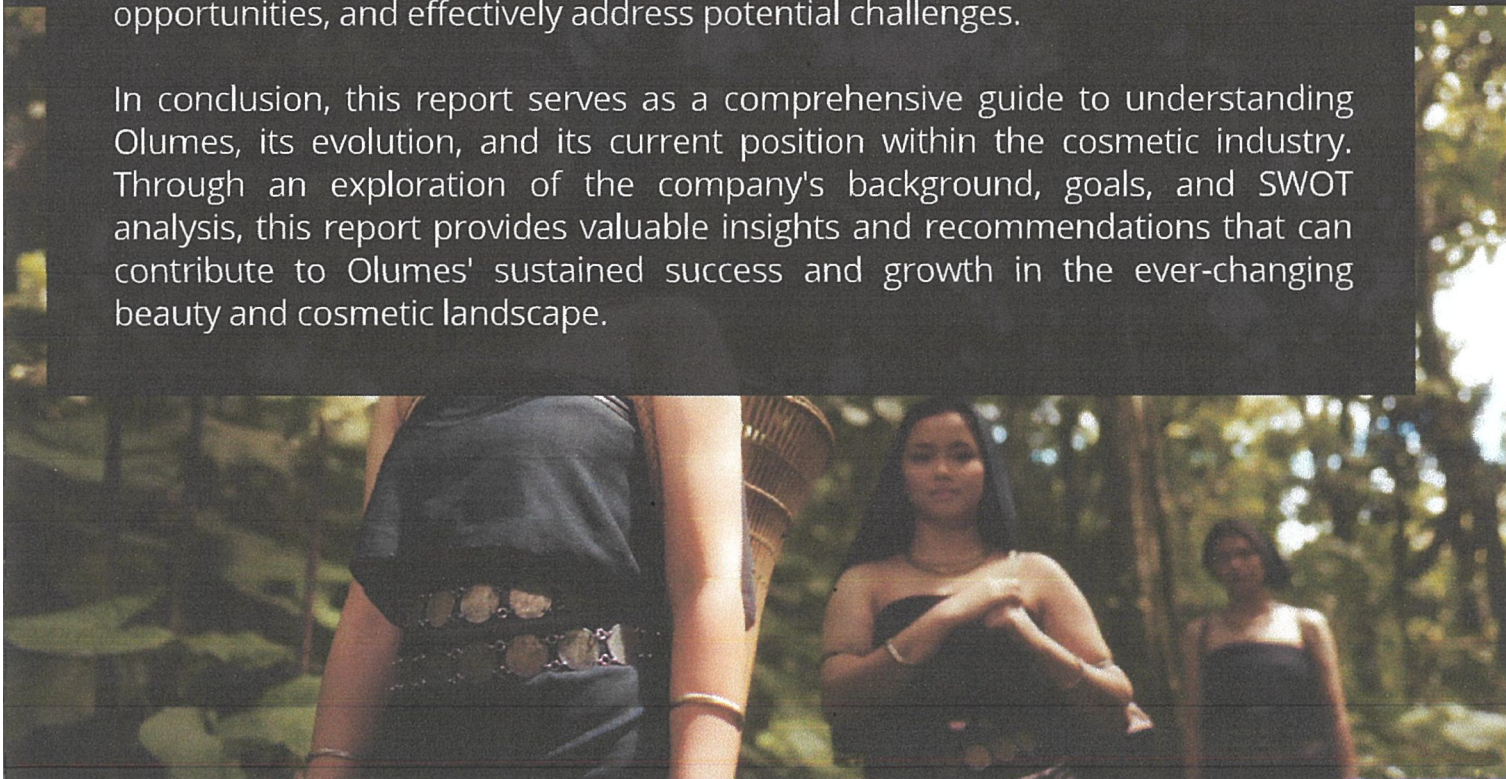 opportunities, and effectively address potential challenges.
In conclusion, this report serves as a comprehensive guide to understanding
Olumes, its evolution, and its current position within the cosmetic industry.
Through an exploration of the company's background, goals, and SWOT
analysis, this report provides valuable insights and recommendations that can
contribute to Olumes' sustained success and growth in the ever-changing
beauty and cosmetic landscape.